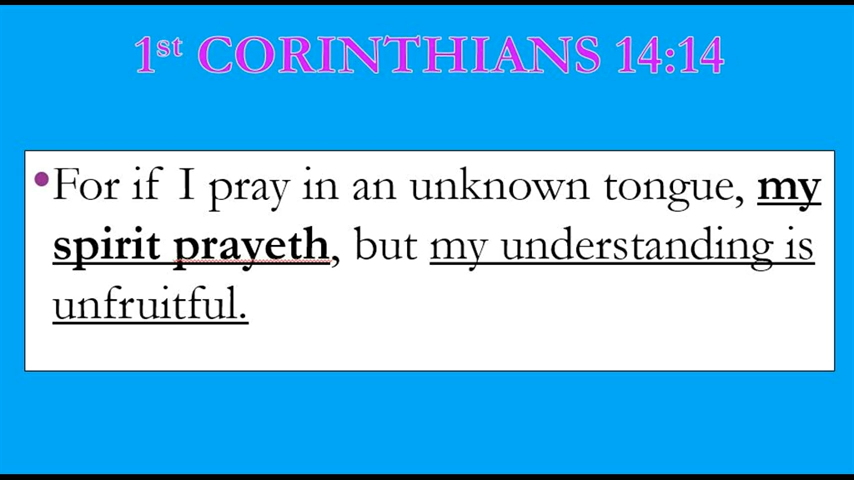 1st CORINTHIANS 14:14
•For if I pray in an unknown tongue, my
spirit prayeth, but my understanding is
unfruitful.